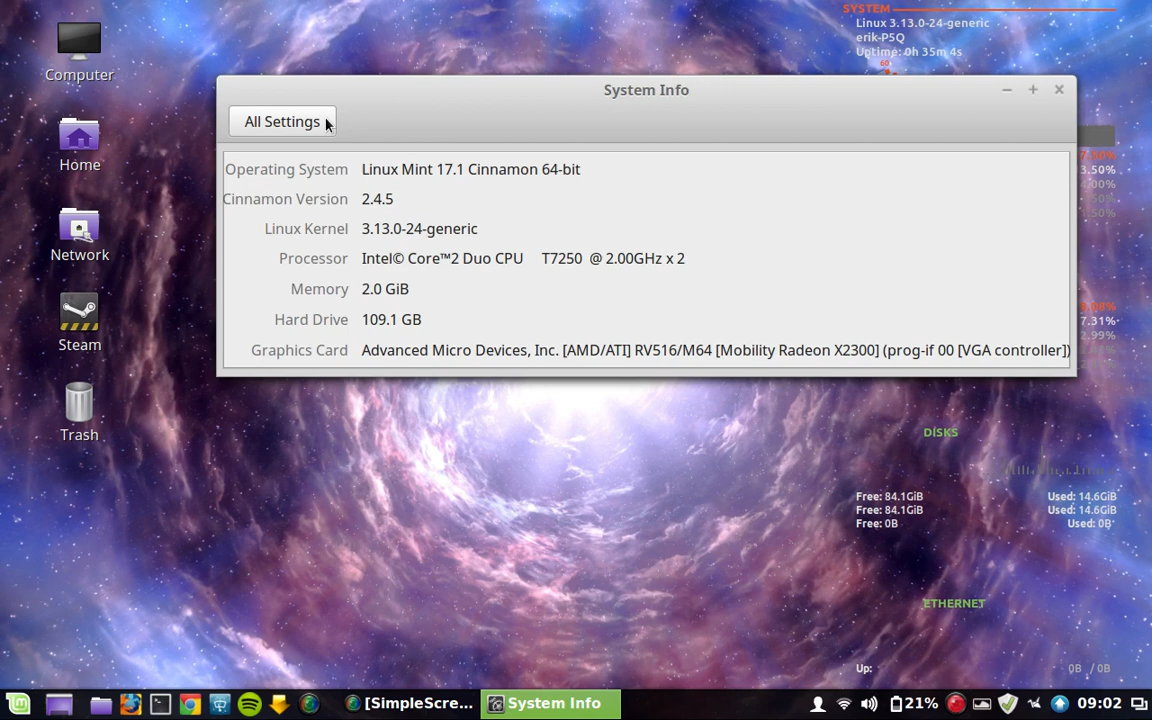 SYSTEM
Linux 3.13.0-24-generic
erik-P5Q
Uptime: 0h 35m 4s
60
Computer
Home
Network
Steam
Trash
System Info
All Settings
Operating System Linux Mint 17.1 Cinnamon 64-bit
Cinnamon Version 2.4.5
Linux Kernel 3.13.0-24-generic
Processor Intel© Core™2 Duo CPU T7250 @ 2.00GHz x 2
Memory 2.0 GiB
Hard Drive 109.1 GB
Graphics Card Advanced Micro Devices, Inc. [AMD/ATI] RV516/M64 [Mobility Radeon X2300] (prog-if 00 [VGA controller])
3.50%
7.31%
2.99%
DİSKS
Free: 84.1GiB Used: 14.6GiB
Free: 84.1GiB Used: 14.6GiB
Free: 0B Used: 0B
ETHERNET
Up: 0B / 0B
[SimpleScre...
System Info
21%
09:02